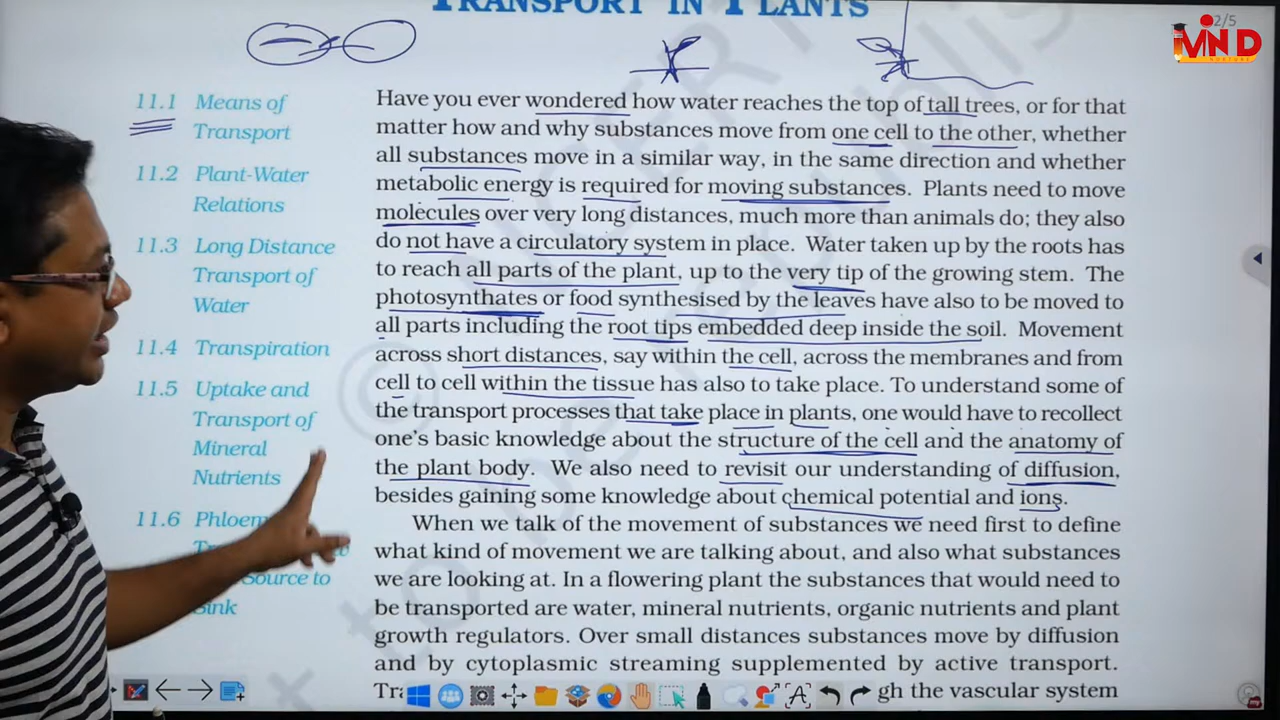 TRANSPORT IN PLANTS
2/5
MIND
11.1 Means of
Transport
11.2 Plant-Water
Relations
11.3 Long Distance
Transport of
Water
11.4 Transpiration
11.5 Uptake and
Transport of
Mineral
Nutrients
11.6 Phloem
Source to
Sink
Have you ever wondered how water reaches the top of tall trees, or for that
matter how and why substances move from one cell to the other, whether
all substances move in a similar way, in the same direction and whether
metabolic energy is required for moving substances. Plants need to move
molecules over very long distances, much more than animals do; they also
do not have a circulatory system in place. Water taken up by the roots has
to reach all parts of the plant, up to the very tip of the growing stem. The
photosynthates or food synthesised by the leaves have also to be moved to
all parts including the root tips embedded deep inside the soil. Movement
across short distances, say within the cell, across the membranes and from
cell to cell within the tissue has also to take place. To understand some of
the transport processes that take place in plants, one would have to recollect
one's basic knowledge about the structure of the cell and the anatomy of
the plant body. We also need to revisit our understanding of diffusion,
besides gaining some knowledge about chemical potential and ions.
When we talk of the movement of substances we need first to define
what kind of movement we are talking about, and also what substances
we are looking at. In a flowering plant the substances that would need to
be transported are water, mineral nutrients, organic nutrients and plant
growth regulators. Over small distances substances move by diffusion
and by cytoplasmic streaming supplemented by active transport.
gh the vascular system